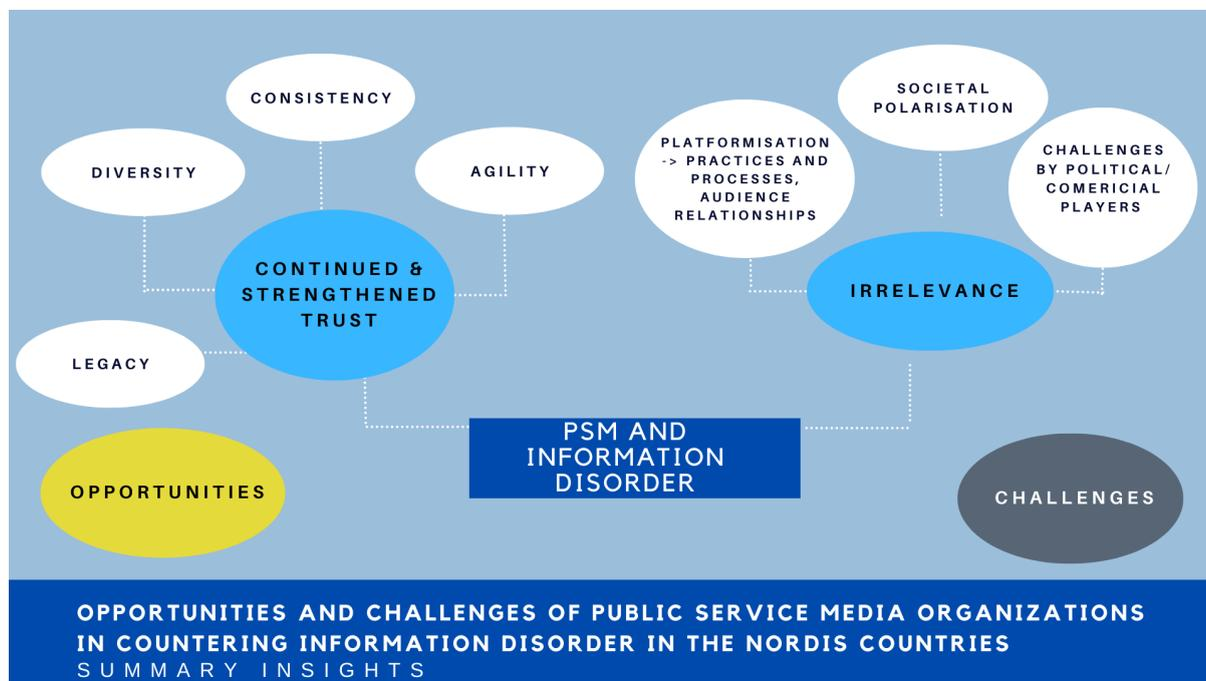 CONSISTENCY
DIVERSITY
AGILITY
CONTINUED &
STRENGTHENED
TRUST
LEGACY
OPPORTUNITIES
SOCIETAL
POLARISATION
PLATFORMISATION
-> PRACTICES AND
PROCESSES,
AUDIENCE
RELATIONSHIPS
CHALLENGES
BY POLITICAL/
COMERICIAL
PLAYERS
IRRELEVANCE
PSM AND
INFORMATION
DISORDER
CHALLENGES
OPPORTUNITIES AND CHALLENGES OF PUBLIC SERVICE MEDIA ORGANIZATIONS
IN COUNTERING INFORMATION DISORDER IN THE NORDIS COUNTRIES
SUMMARY INSIGHTS